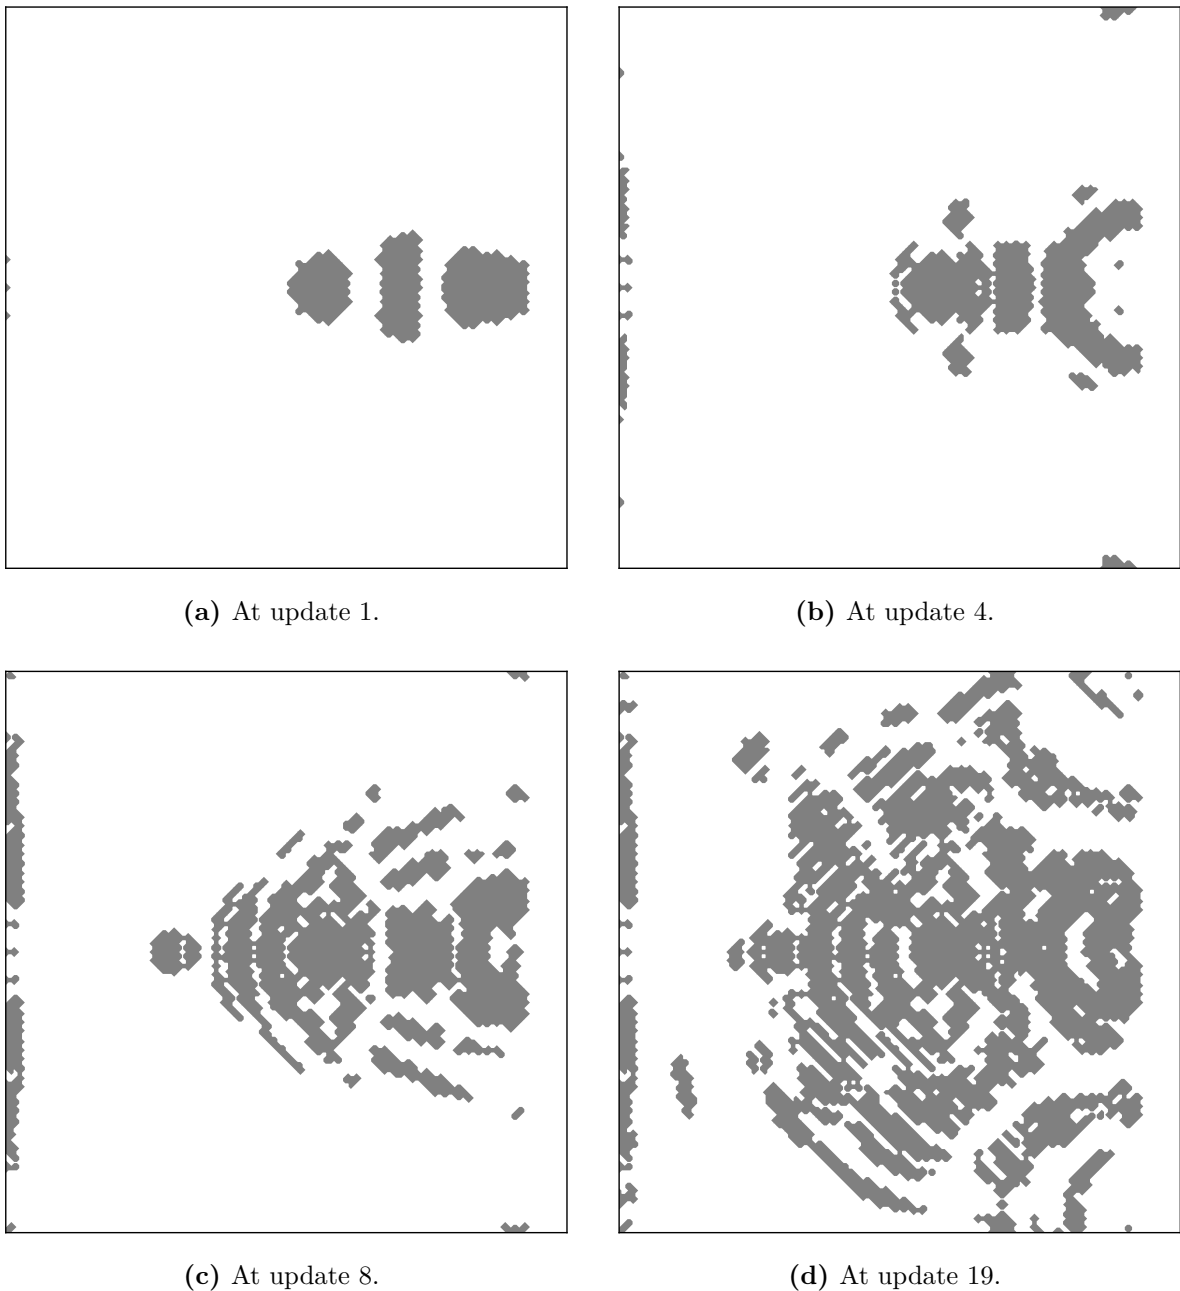 (a) At update 1.
(b) At update 4.
(c) At update 8.
(d) At update 19.